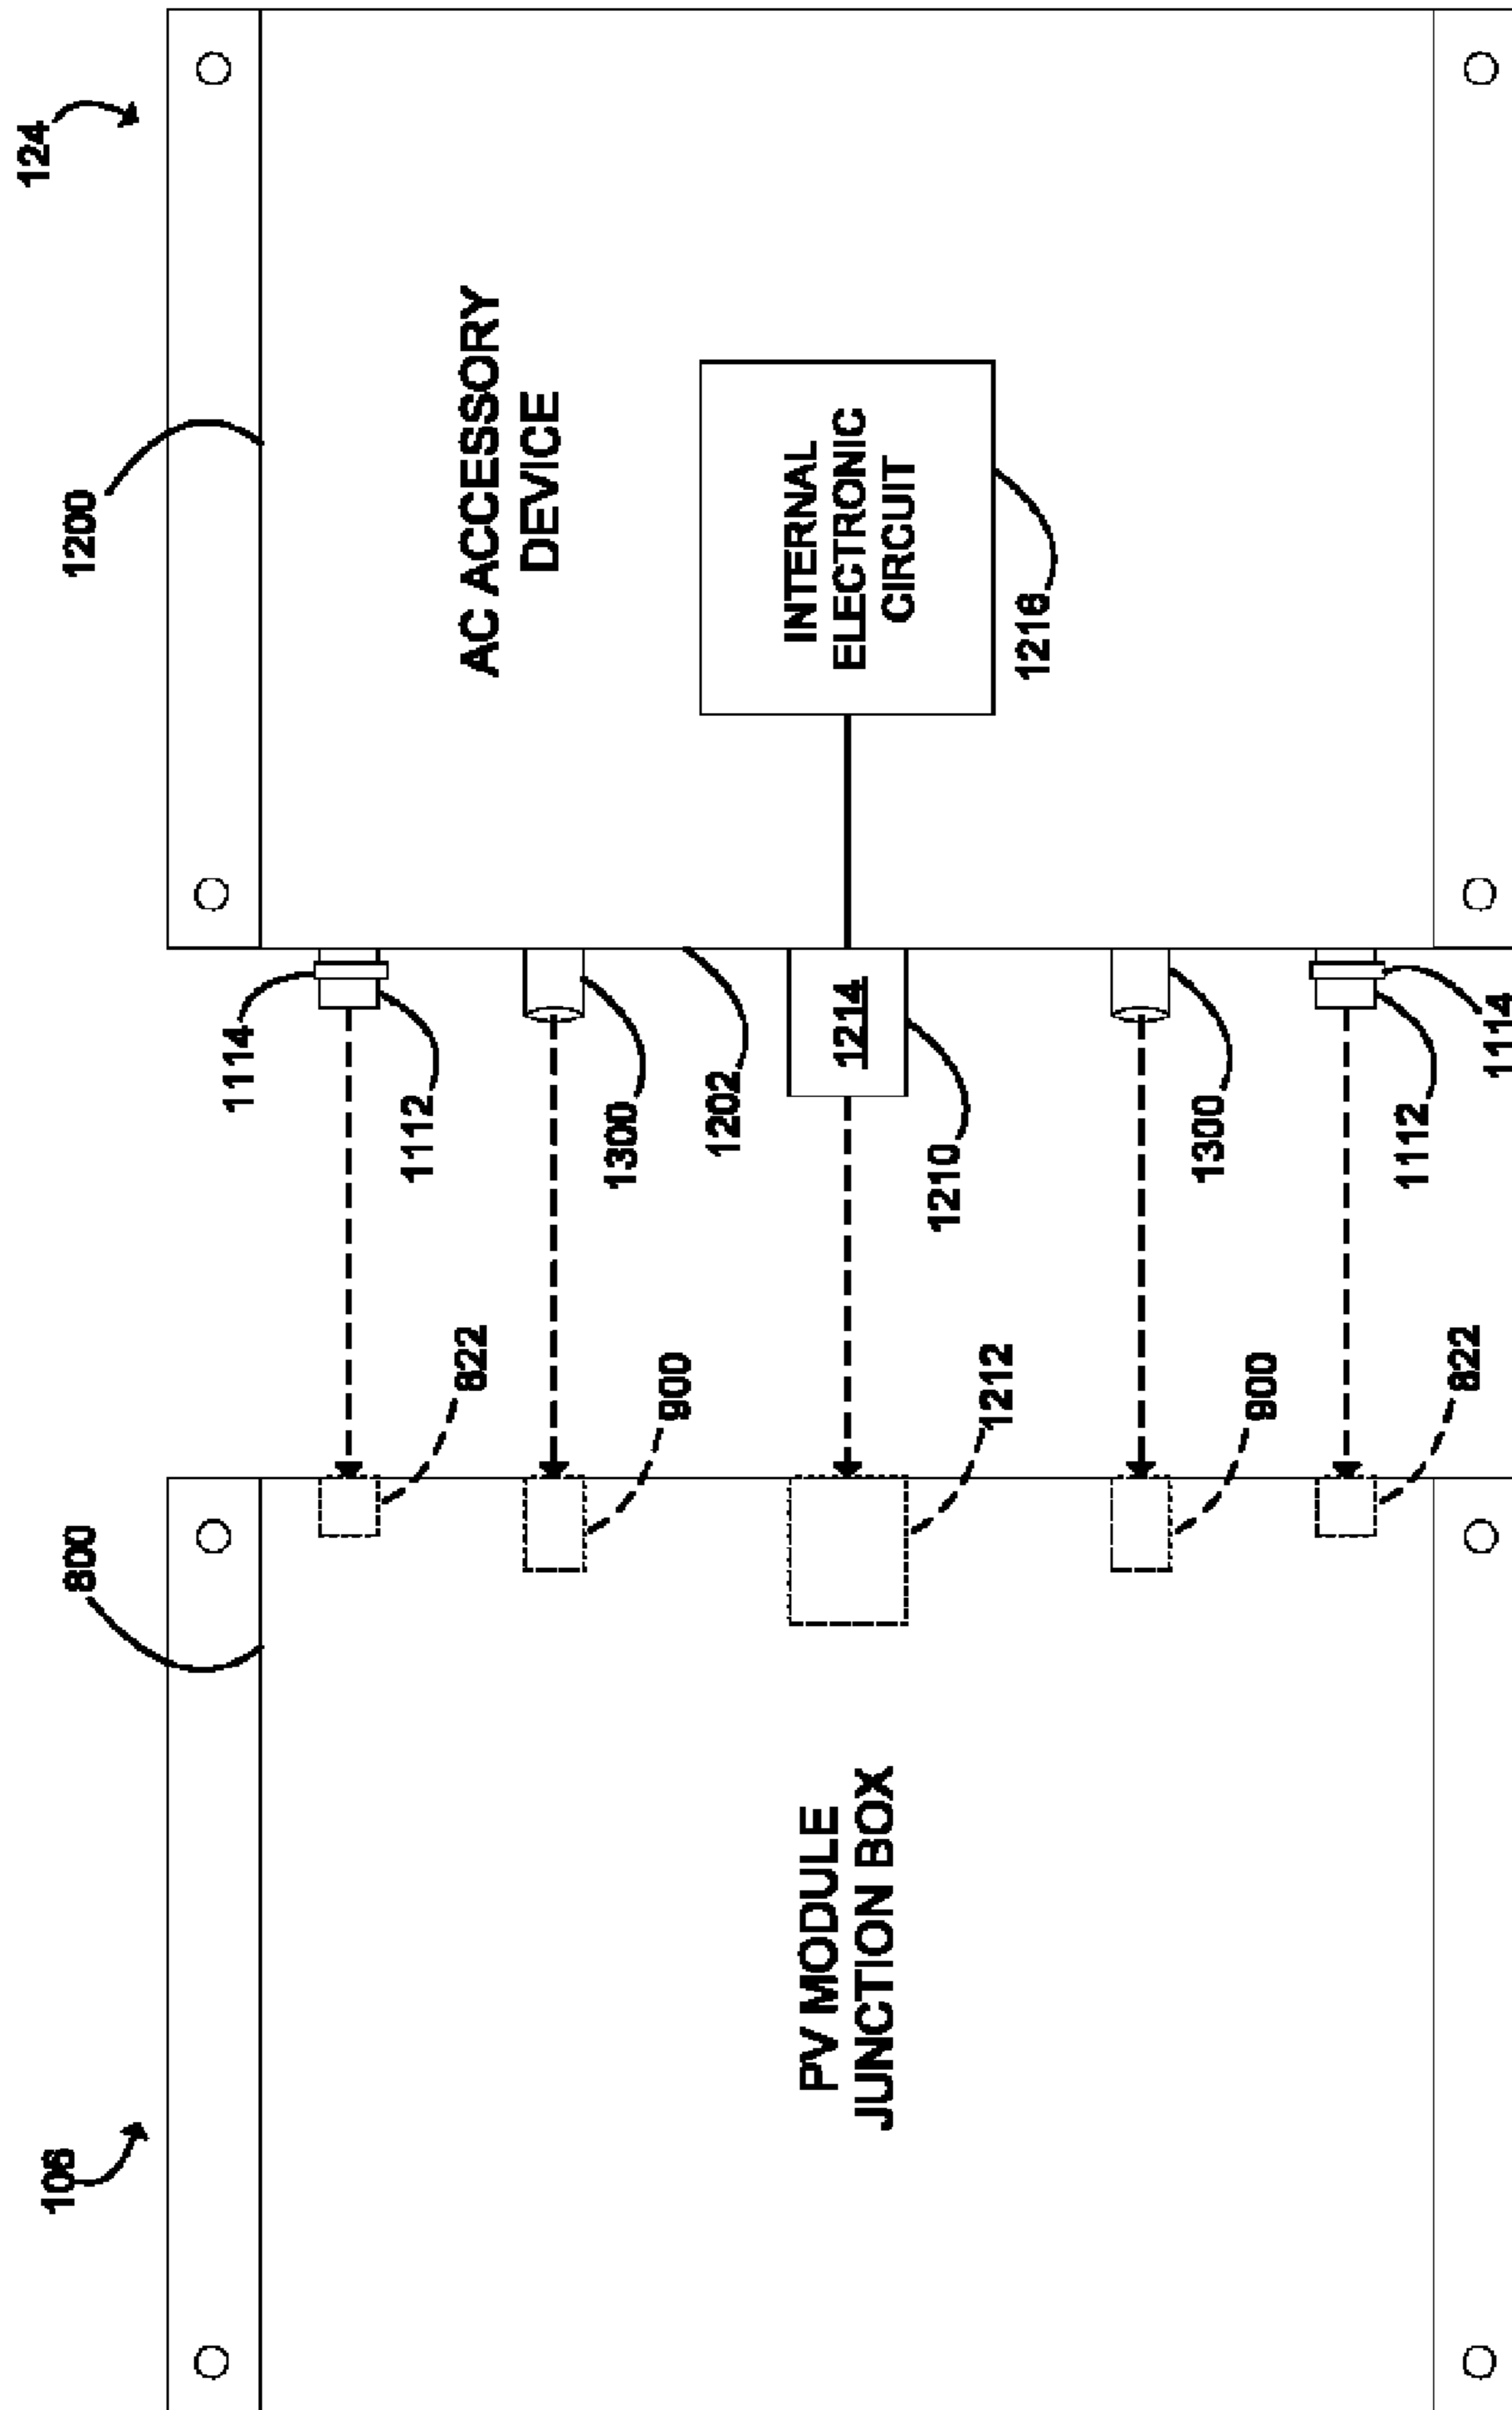 124
106
800
1200
1114
1112
822
AC ACCESSORY
DEVICE
1300
900
1202
PV MODULE
JUNCTION BOX
1214
INTERNAL
ELECTRONIC
CIRCUIT
1210
1212
1216
1300
900
1112
822
1114